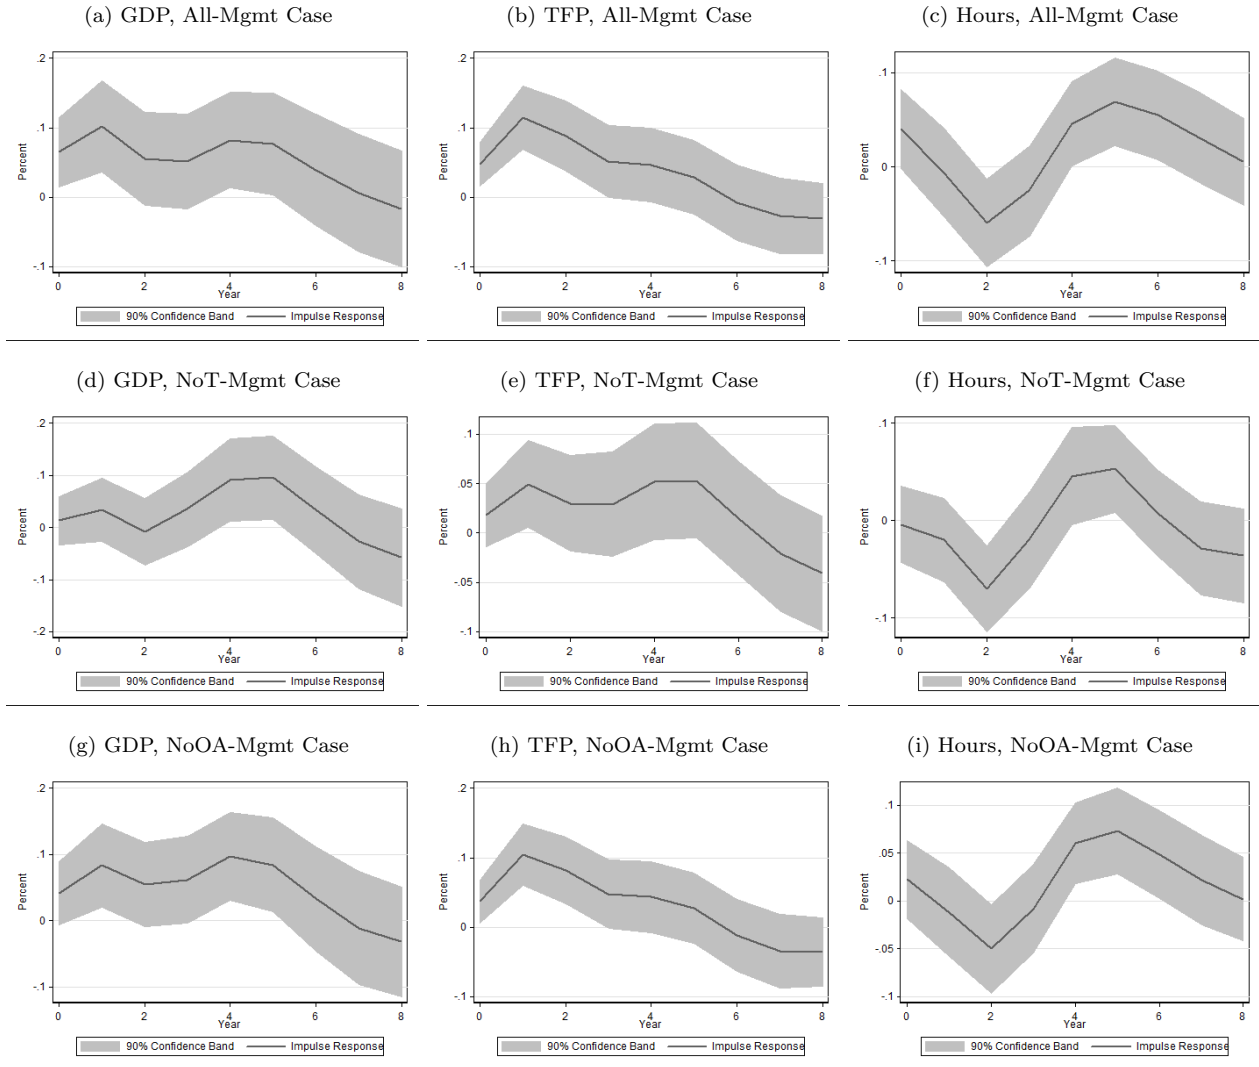 (a) GDP, All-Mgmt Case
.2
.1
0
-.1
Percent
0 2 4 6 8
Year
90% Confidence Band Impulse Response
(b) TFP, All-Mgmt Case
.2
.1
0
-.1
Percent
0 2 4 6 8
Year
90% Confidence Band Impulse Response
(c) Hours, All-Mgmt Case
.1
0
-.1
Percent
0 2 4 6 8
Year
90% Confidence Band Impulse Response
(d) GDP, NoT-Mgmt Case
.2
.1
0
-.1
-.2
Percent
0 2 4 6 8
Year
90% Confidence Band Impulse Response
(e) TFP, NoT-Mgmt Case
.1
.05
0
-.05
-.1
Percent
0 2 4 6 8
Year
90% Confidence Band Impulse Response
(f) Hours, NoT-Mgmt Case
.1
0
-.1
Percent
0 2 4 6 8
Year
90% Confidence Band Impulse Response
(g) GDP, NoOA-Mgmt Case
.2
.1
0
-.1
Percent
0 2 4 6 8
Year
90% Confidence Band Impulse Response
(h) TFP, NoOA-Mgmt Case
.2
.1
0
-.1
Percent
0 2 4 6 8
Year
90% Confidence Band Impulse Response
(i) Hours, NoOA-Mgmt Case
.1
.05
0
-.05
-.1
Percent
0 2 4 6 8
Year
90% Confidence Band Impulse Response